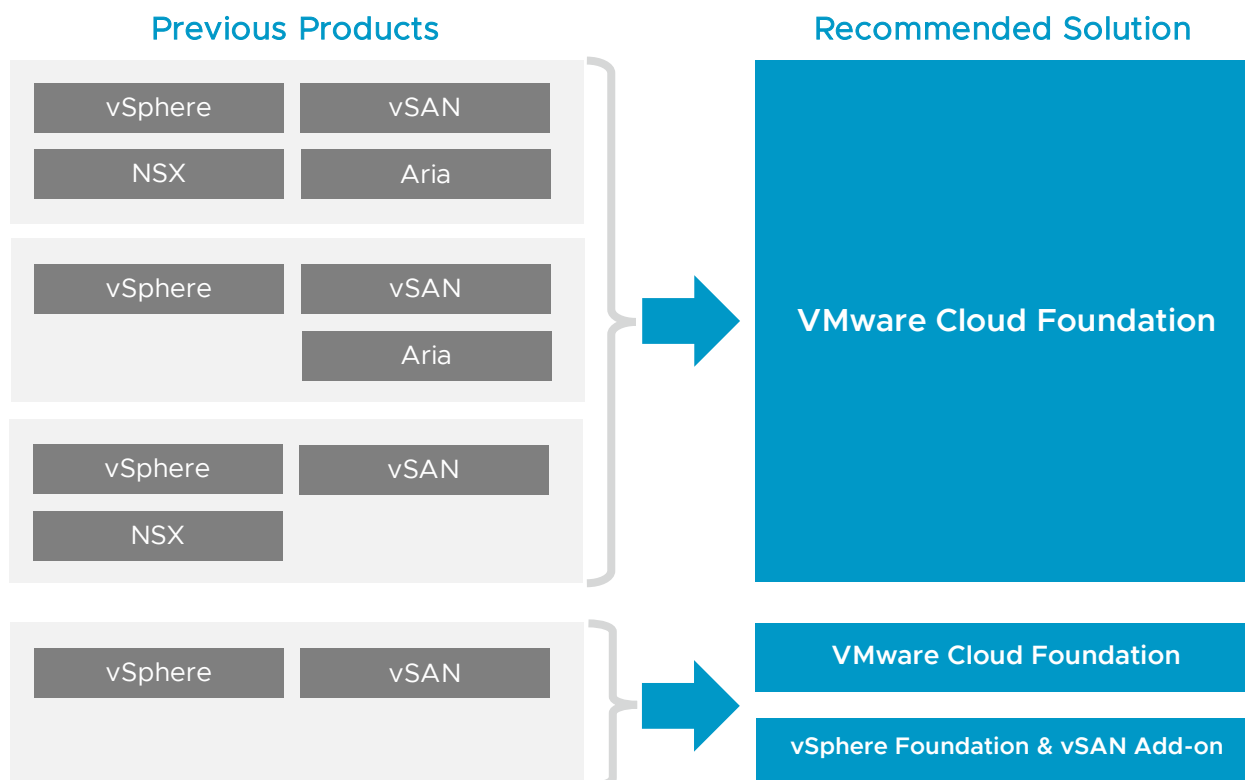 Previous Products
Recommended Solution
vSphere
vSAN
NSX
Aria
vSphere
vSAN
Aria
vSphere
vSAN
NSX
VMware Cloud Foundation
vSphere
vSAN
VMware Cloud Foundation
vSphere Foundation & vSAN Add-on